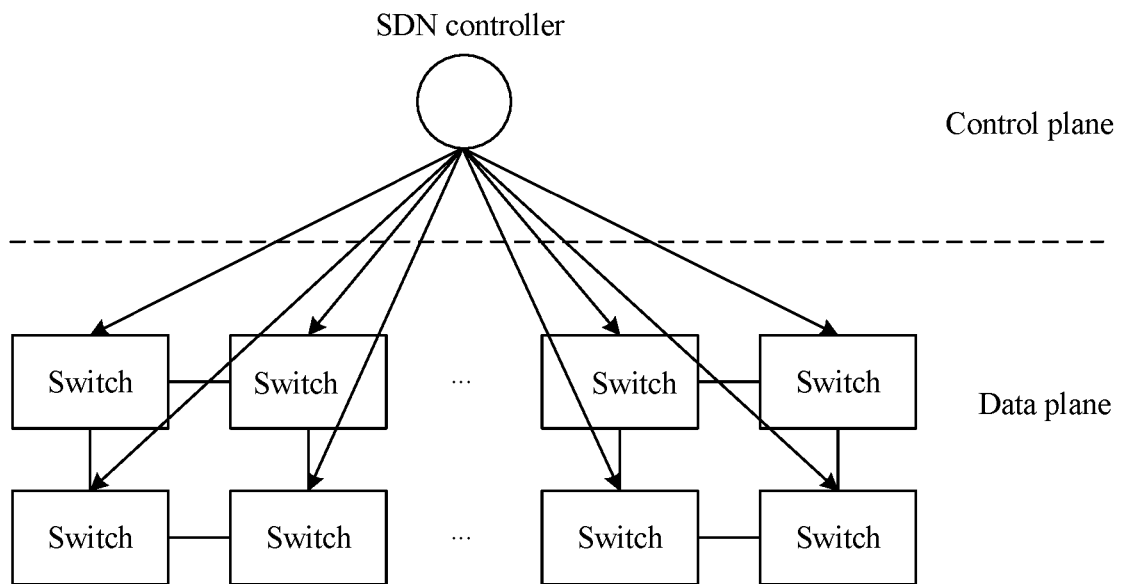 SDN controller
Control plane
Switch Switch ... Switch Switch
Data plane
Switch Switch ... Switch Switch